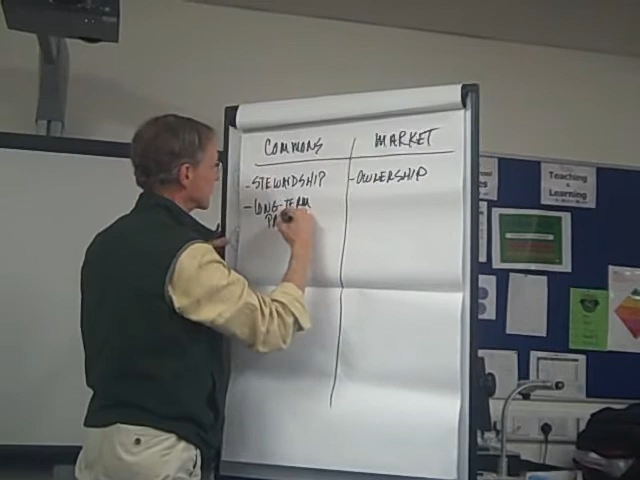 COMMONS MARKET
- STEWARDSHIP - OWNERSHIP
- LONG-TERM
Teaching
&
Learning